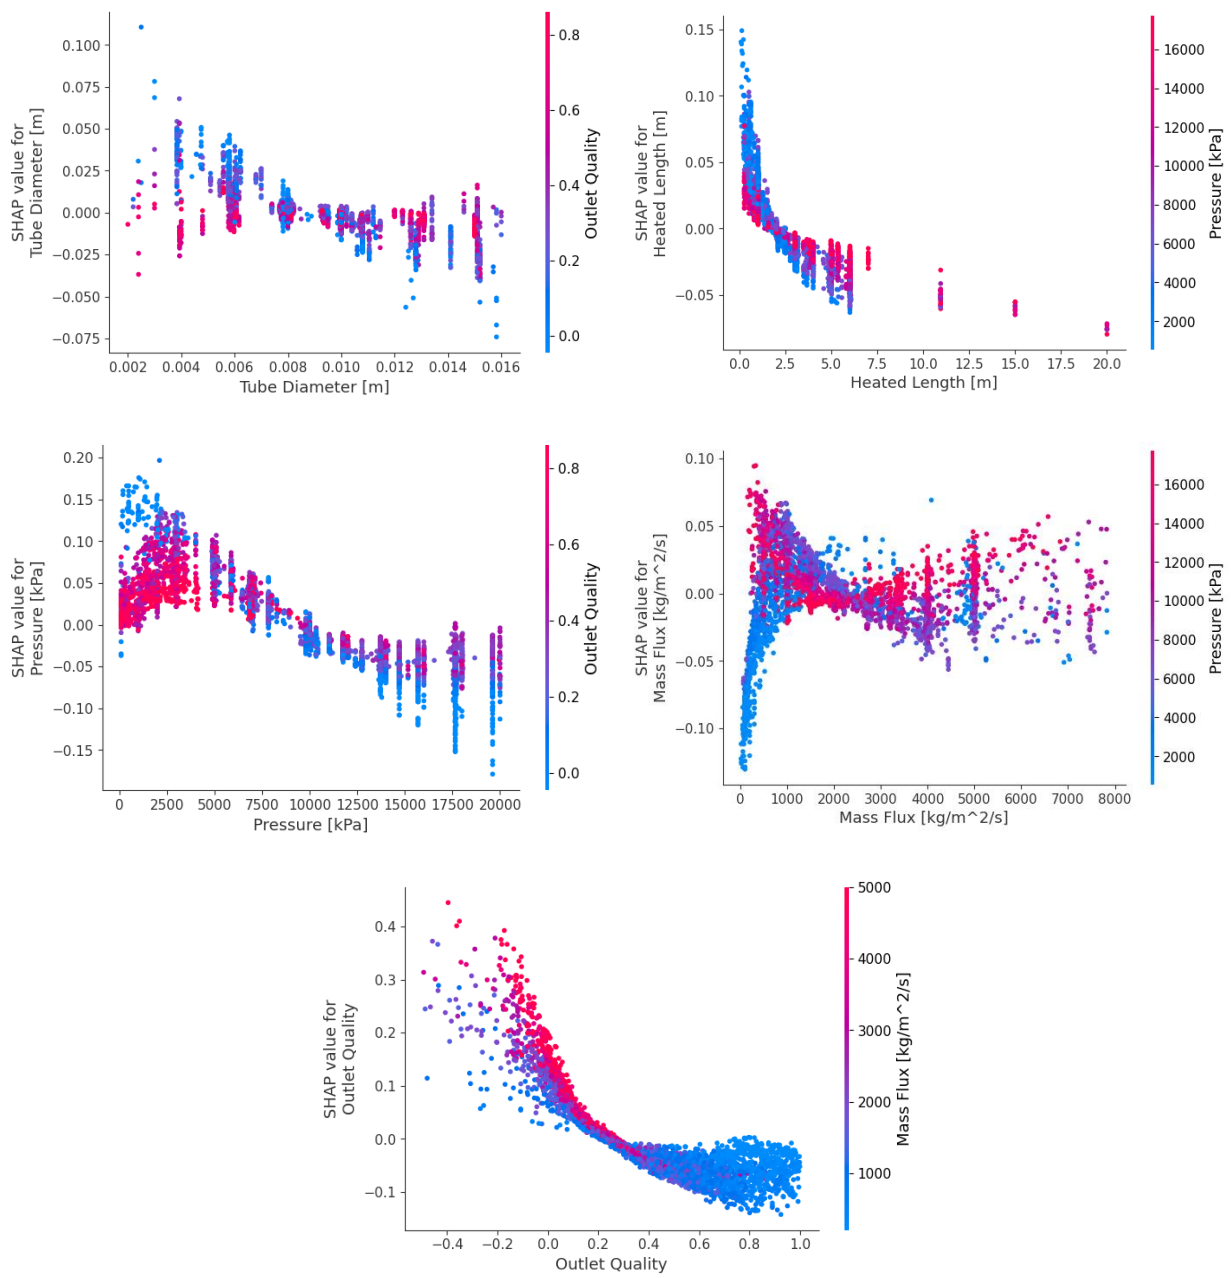 0.100
0.075
0.050
0.025
0.000
−0.025
−0.050
−0.075
SHAP value for
Tube Diameter [m]
0.002 0.004 0.006 0.008 0.010 0.012 0.014 0.016
Tube Diameter [m]
0.8
0.6
0.4
0.2
0.0
Outlet Quality
0.15
0.10
0.05
0.00
−0.05
SHAP value for
Heated Length [m]
0.0 2.5 5.0 7.5 10.0 12.5 15.0 17.5 20.0
Heated Length [m]
16000
14000
12000
10000
8000
6000
4000
2000
Pressure [kPa]
0.20
0.15
0.10
0.05
0.00
−0.05
−0.10
−0.15
SHAP value for
Pressure [kPa]
0 2500 5000 7500 10000 12500 15000 17500 20000
Pressure [kPa]
0.8
0.6
0.4
0.2
0.0
Outlet Quality
0.10
0.05
0.00
−0.05
−0.10
SHAP value for
Mass Flux [kg/m^2/s]
0 1000 2000 3000 4000 5000 6000 7000 8000
Mass Flux [kg/m^2/s]
16000
14000
12000
10000
8000
6000
4000
2000
Pressure [kPa]
0.4
0.3
0.2
0.1
0.0
−0.1
SHAP value for
Outlet Quality
−0.4 −0.2 0.0 0.2 0.4 0.6 0.8 1.0
Outlet Quality
5000
4000
3000
2000
1000
Mass Flux [kg/m^2/s]